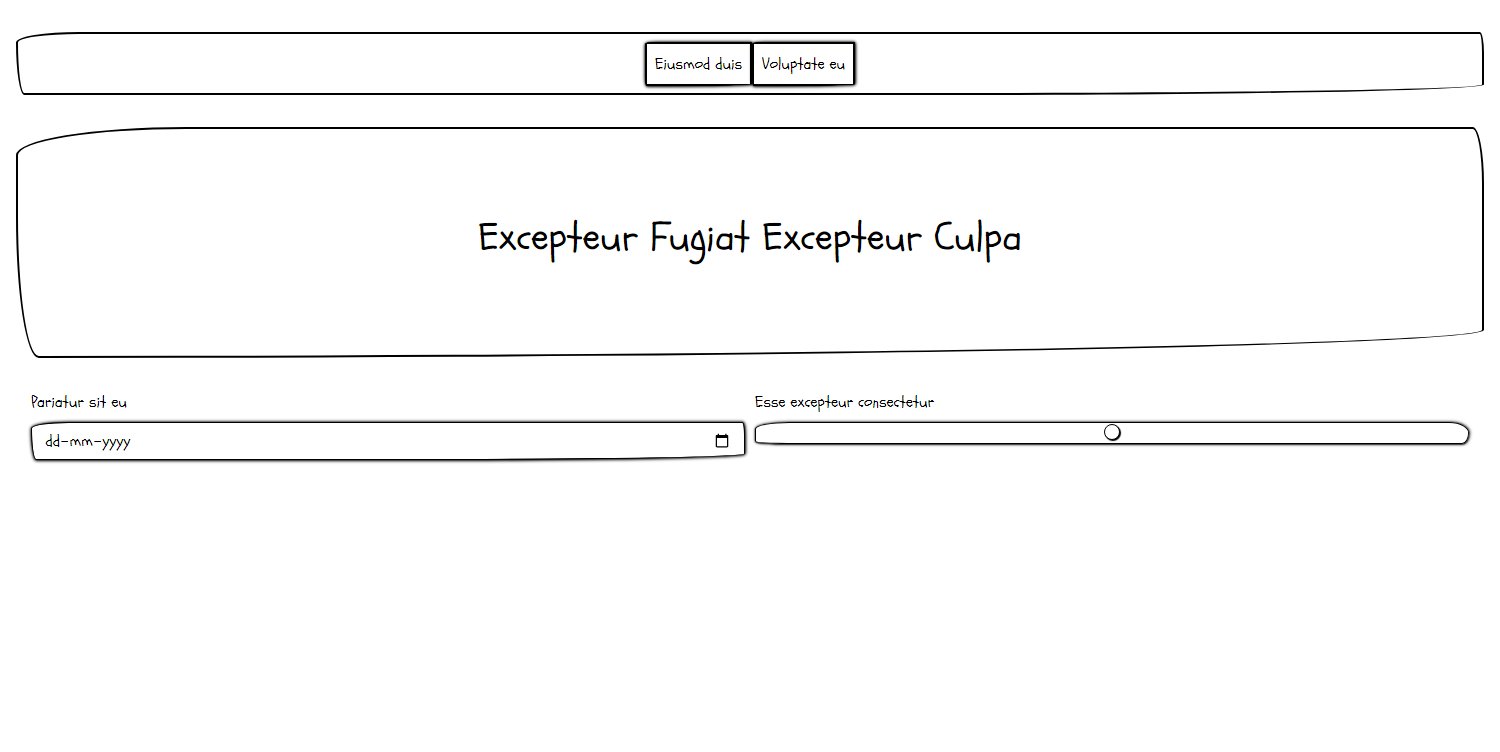 Eiusmod duis Voluptate eu
Excepteur Fugiat Excepteur Culpa
Pariatur sit eu
dd-mm-yyyy
Esse excepteur consectetur